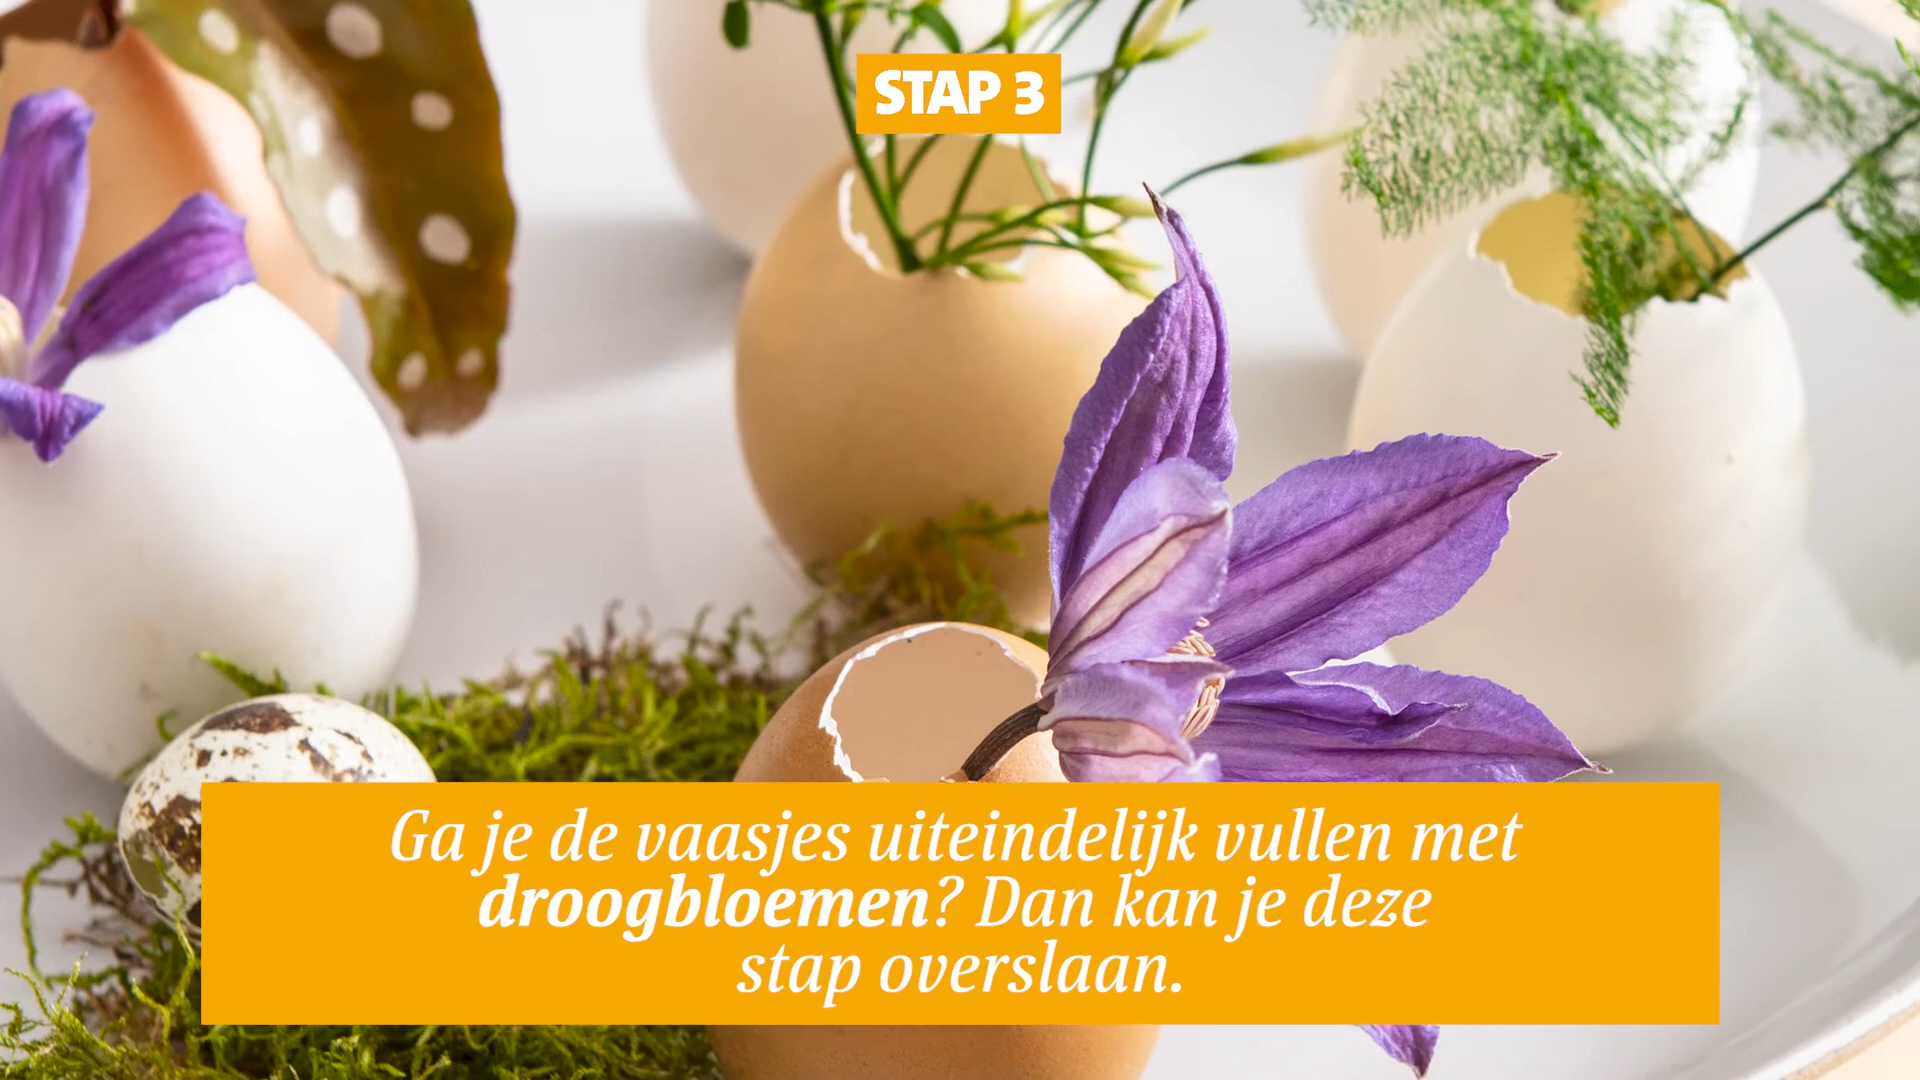 STAP 3
Ga je de vaasjes uiteindelijk vullen met
droogbloemen? Dan kan je deze
stap overslaan.